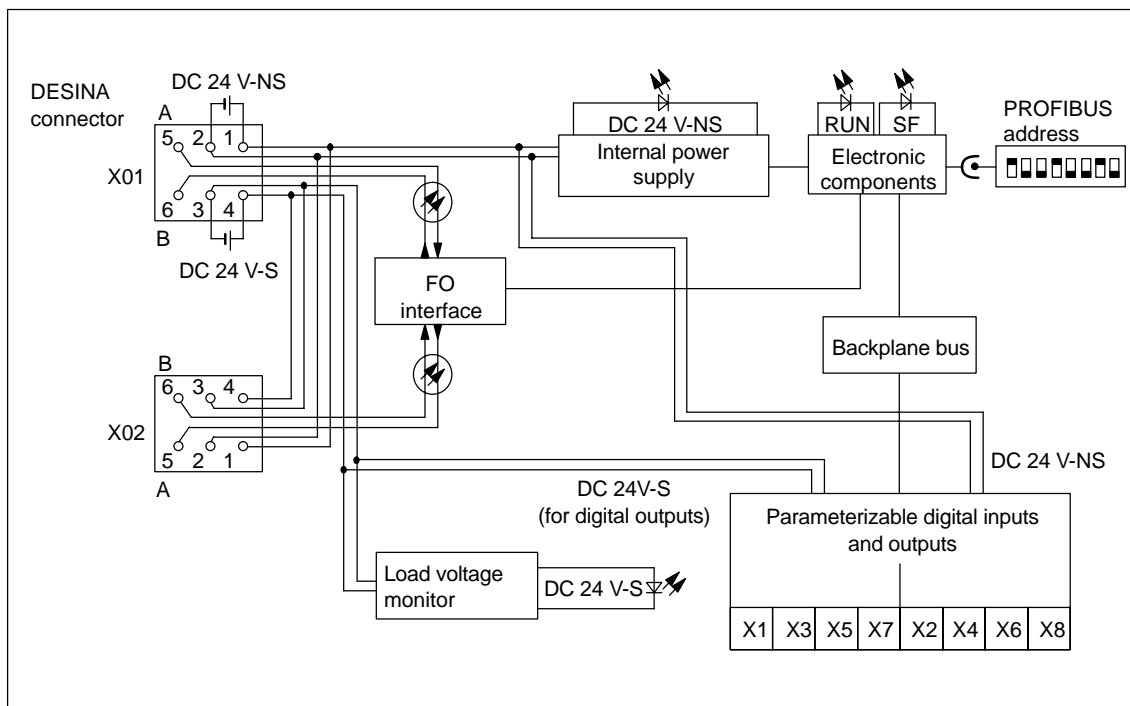 DESINA
connector
DC 24 V-NS
A
5 2 1
X01
6 3 4
B
DC 24 V-S
DC 24 V-NS
Internal power
supply
RUN SF
Electronic
components
PROFIBUS
address
FO
interface
Backplane bus
B
6 3 4
X02
5 2 1
A
DC 24 V-NS
DC 24V-S
(for digital outputs)
Parameterizable digital inputs
and outputs
Load voltage
monitor
DC 24 V-S
X1 X3 X5 X7 X2 X4 X6 X8